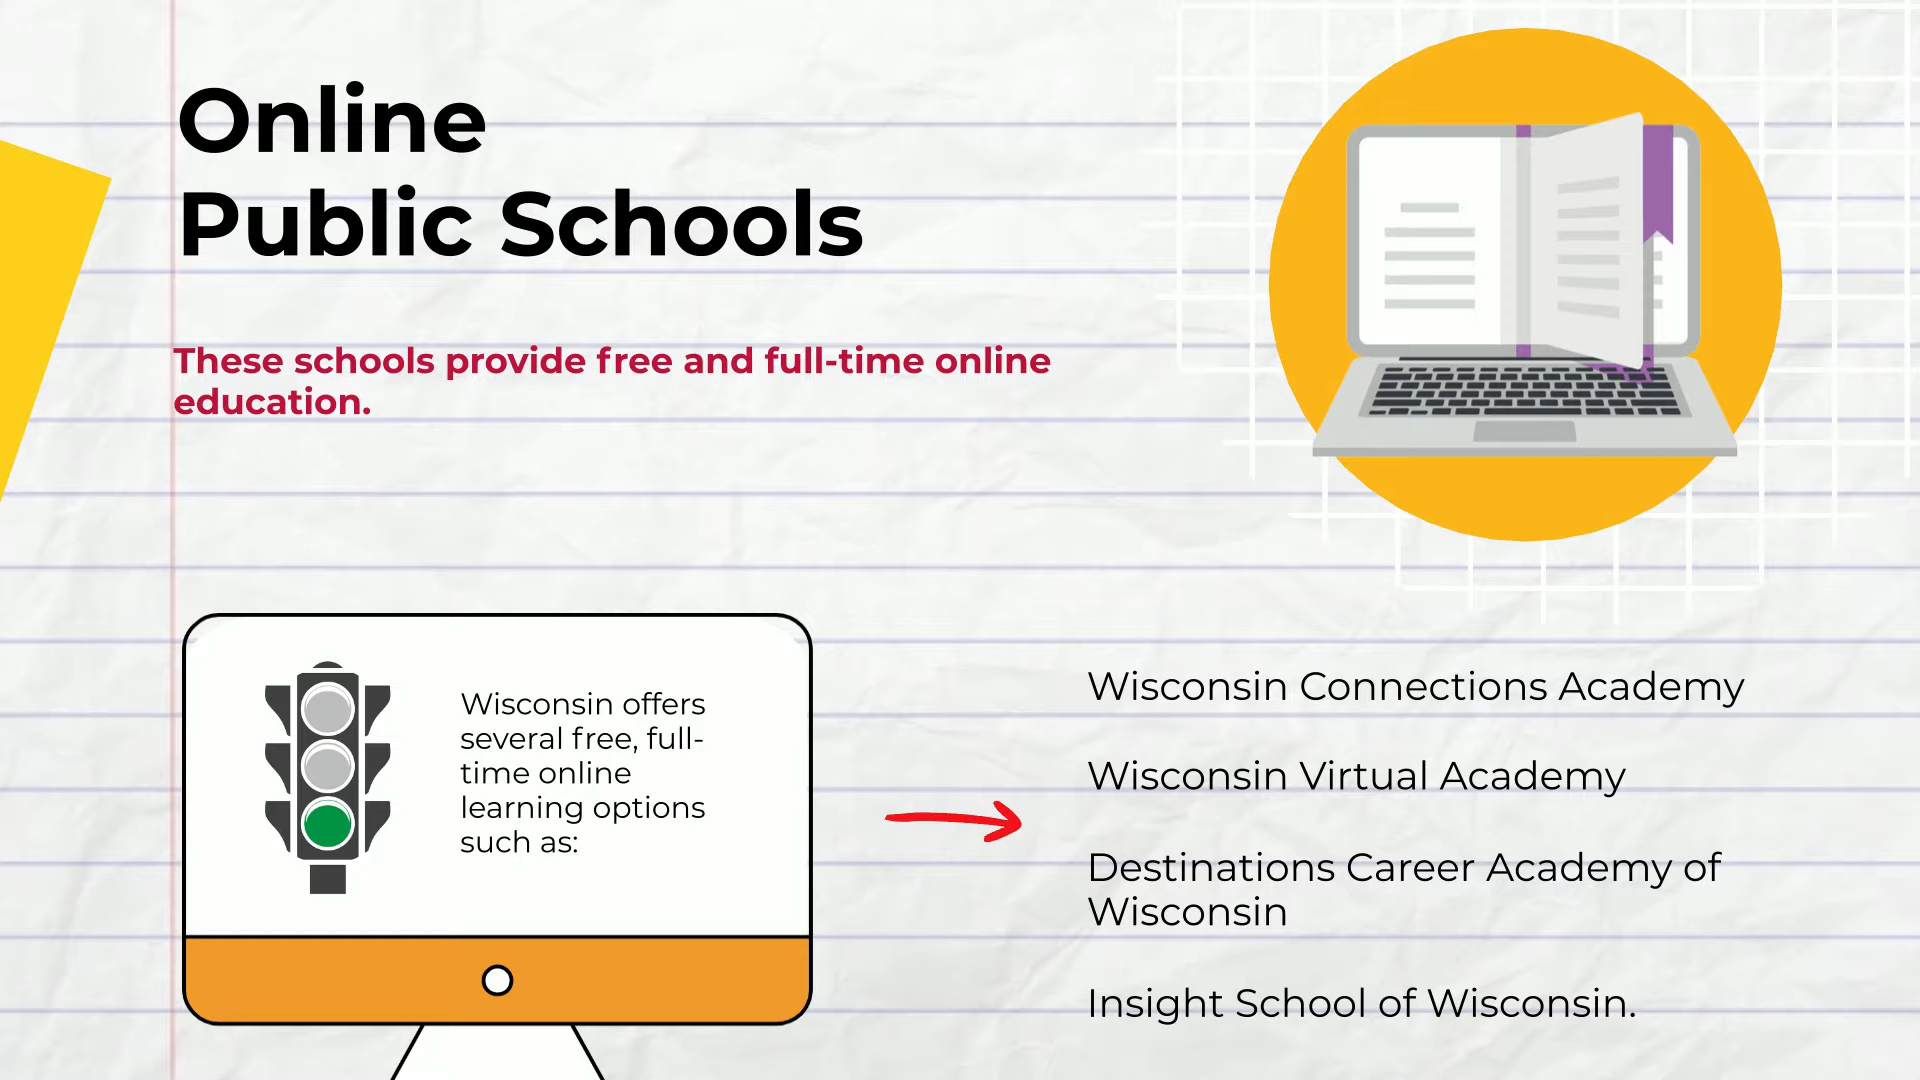 Online
Public Schools
These schools provide free and full-time online
education.
Wisconsin offers
several free, full-
time online
learning options
such as:
Wisconsin Connections Academy
Wisconsin Virtual Academy
Destinations Career Academy of
Wisconsin
Insight School of Wisconsin.